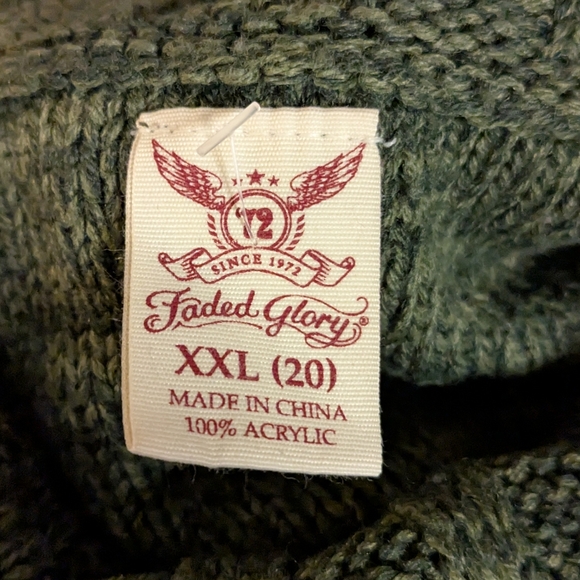 '72
SINCE 1972
Faded Glory®
XXL (20)
MADE IN CHINA
100% ACRYLIC